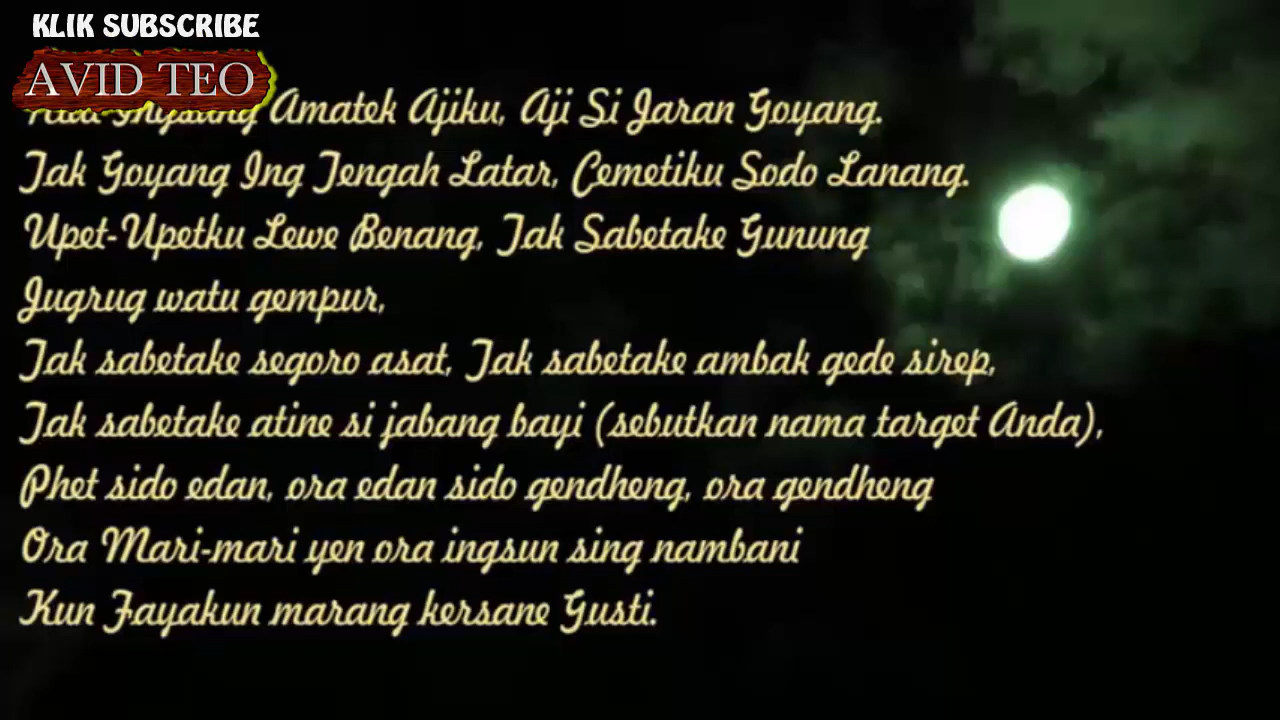 KLIK SUBSCRIBE
AVID TEO
Amatek Ajiku, Aji Si Jaran Goyang.
Tak Goyang Ing Tengah Latar, Cemetiku Sodo Lanang.
Upet-Upetku Lewe Benang, Tak Sabetake Gunung
Jugrug watu gempur,
Tak sabetake segoro asat, Tak sabetake ambak gede sirep,
Tak sabetake atine si jabang bayi (sebutkan nama target Anda),
Phet sido edan, ora edan sido gendheng, ora gendheng
Ora Mari-mari yen ora ingsun sing nambani
Kun Fayakun marang kersane Gusti.